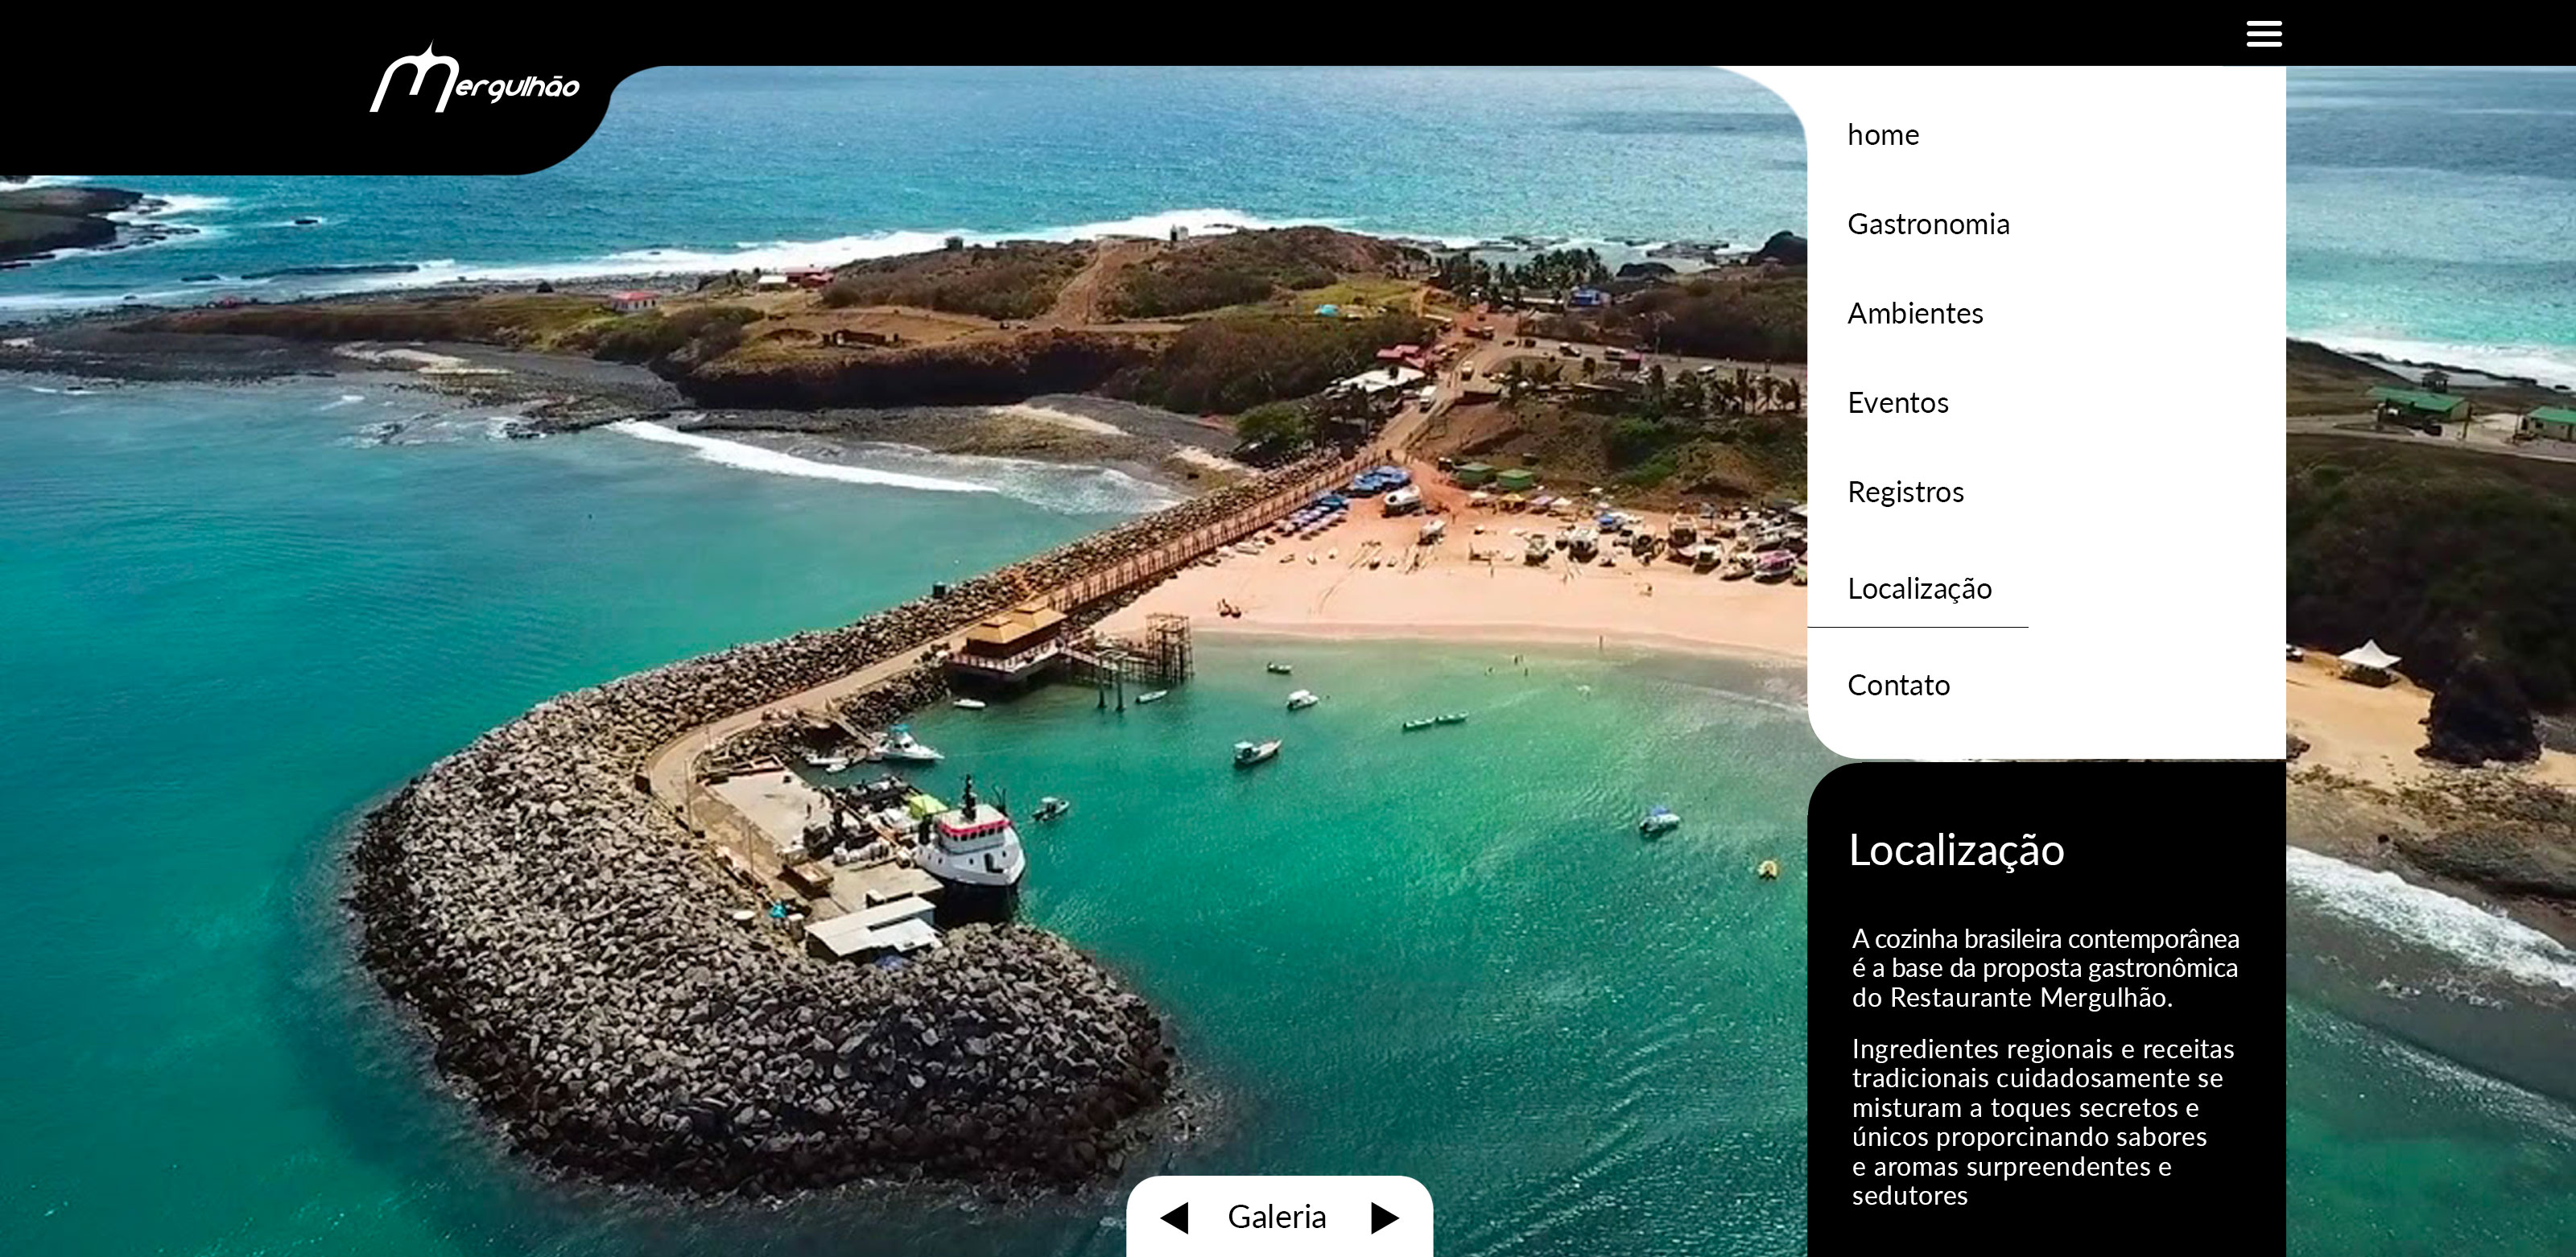 Mergulhão
home
Gastronomia
Ambientes
Eventos
Registros
Localização
Contato
Localização
A cozinha brasileira contemporânea
é a base da proposta gastronômica
do Restaurante Mergulhão.
Ingredientes regionais e receitas
tradicionais cuidadosamente se
misturam a toques secretos e
únicos proporcinando sabores
e aromas surpreendentes e
sedutores
Galeria